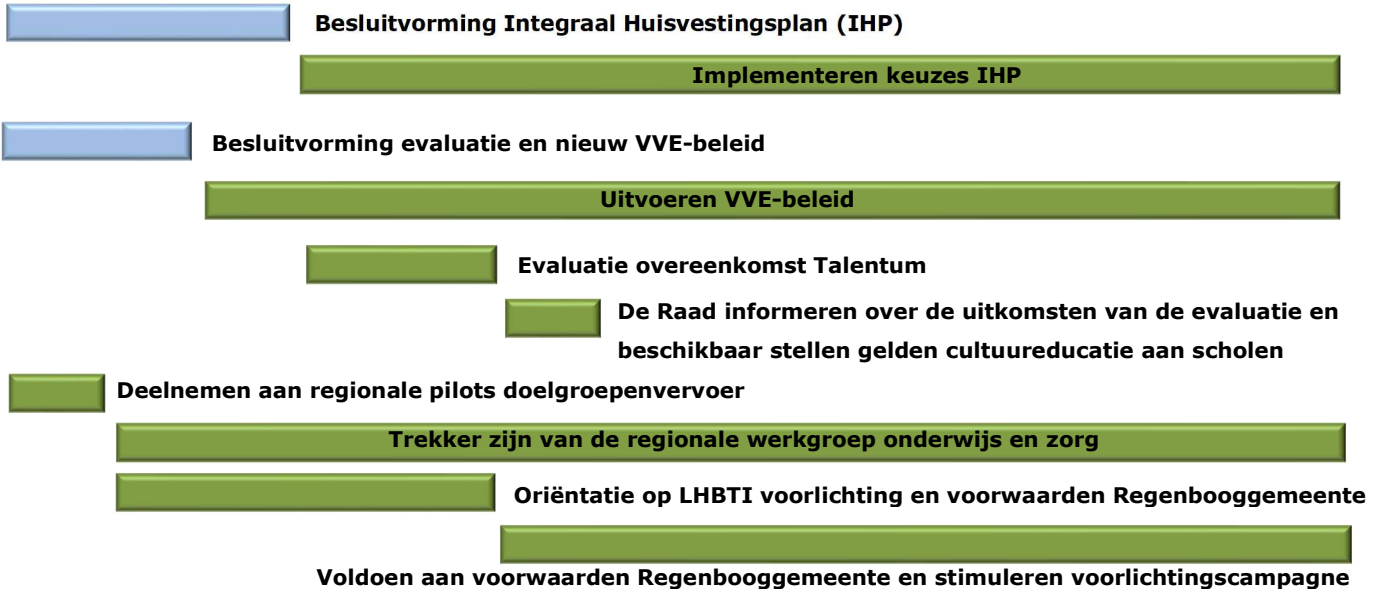 Besluitvorming Integraal Huisvestingsplan (IHP)
Implementeren keuzes IHP
Besluitvorming evaluatie en nieuw VVE-beleid
Uitvoeren VVE-beleid
Evaluatie overeenkomst Talentum
De Raad informeren over de uitkomsten van de evaluatie en
beschikbaar stellen gelden cultuureducatie aan scholen
Deelnemen aan regionale pilots doelgroepenvervoer
Trekker zijn van de regionale werkgroep onderwijs en zorg
Oriëntatie op LHBTI voorlichting en voorwaarden Regenbooggemeente
Voldoen aan voorwaarden Regenbooggemeente en stimuleren voorlichtingscampagne